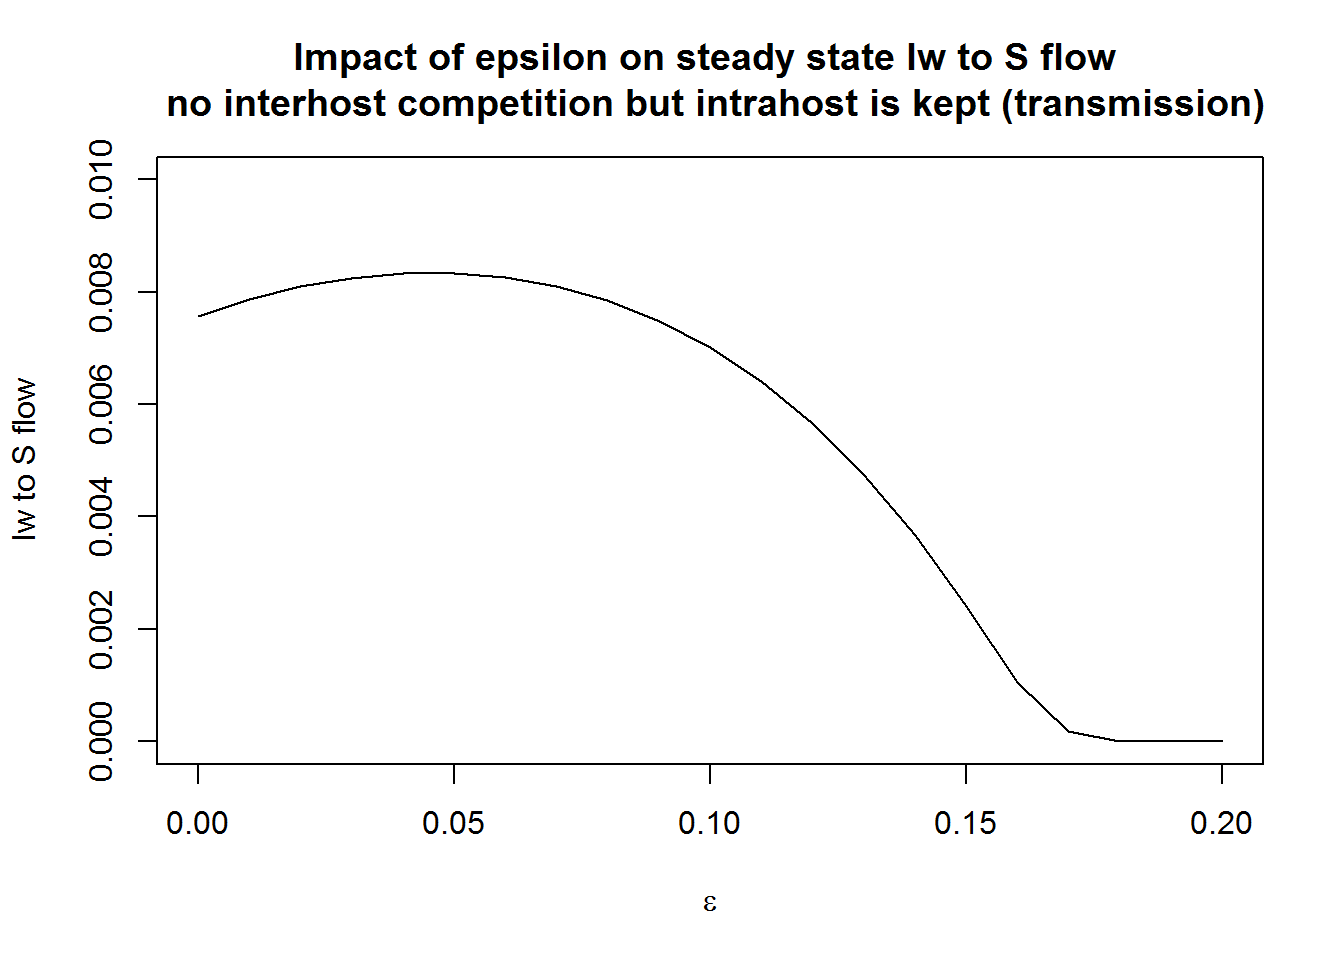 Impact of epsilon on steady state Iw to S flow
no interhost competition but intrahost is kept (transmission)
Iw to S flow
0.010
0.008
0.006
0.004
0.002
0.000
0.00 0.05 0.10 0.15 0.20
ε